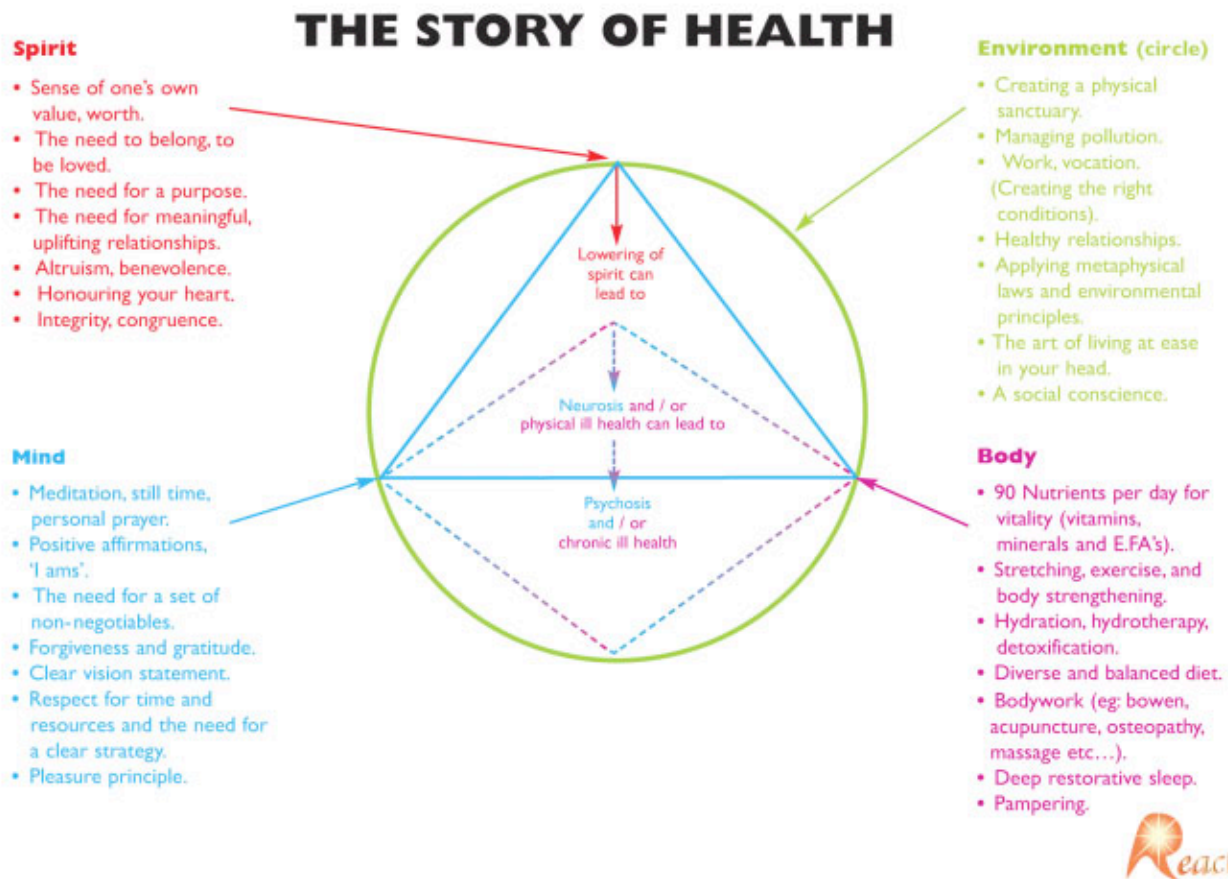 THE STORY OF HEALTH
Spirit
• Sense of one's own
value, worth.
• The need to belong, to
be loved.
• The need for a purpose.
• The need for meaningful,
uplifting relationships.
• Altruism, benevolence.
• Honouring your heart.
• Integrity, congruence.
Environment (circle)
• Creating a physical
sanctuary.
• Managing pollution.
• Work, vocation.
(Creating the right
conditions).
• Healthy relationships.
• Applying metaphysical
laws and environmental
principles.
• The art of living at ease
in your head.
• A social conscience.
Lowering of
spirit can
lead to
Neurosis and / or
physical ill health can lead to
Psychosis
and / or
chronic ill health
Mind
• Meditation, still time,
personal prayer.
• Positive affirmations,
'I ams'.
• The need for a set of
non-negotiables.
• Forgiveness and gratitude.
• Clear vision statement.
• Respect for time and
resources and the need for
a clear strategy.
• Pleasure principle.
Body
• 90 Nutrients per day for
vitality (vitamins,
minerals and E.FA's).
• Stretching, exercise, and
body strengthening.
• Hydration, hydrotherapy,
detoxification.
• Diverse and balanced diet.
• Bodywork (eg: bowen,
acupuncture, osteopathy,
massage etc...).
• Deep restorative sleep.
• Pampering.
Reach